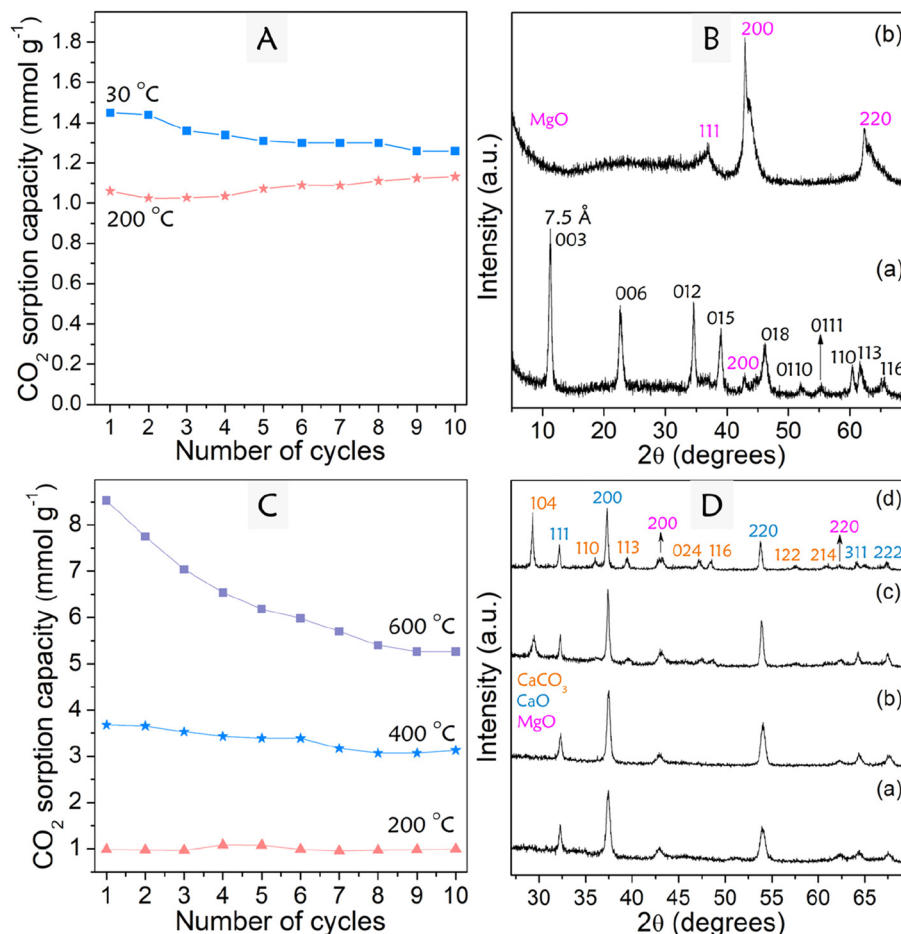 A
CO2 sorption capacity (mmol g-1)
1.8
1.6
1.4
1.2
1.0
0.8
0.6
0.4
0.2
0.0
30 °C
200 °C
1 2 3 4 5 6 7 8 9 10
Number of cycles
B
Intensity (a.u.)
(b)
200
MgO
111
220
(a)
7.5 Å
003
006
012
015
200
018
0110
0111
110
113
116
10 20 30 40 50 60
2θ (degrees)
C
CO2 sorption capacity (mmol g-1)
8
7
6
5
4
3
2
1
600 °C
400 °C
200 °C
1 2 3 4 5 6 7 8 9 10
Number of cycles
D
Intensity (a.u.)
(d)
104
111
200
110
113
200
024
116
220
122
214
220
311
222
(c)
CaCO3
CaO
MgO
(b)
(a)
30 35 40 45 50 55 60 65
2θ (degrees)